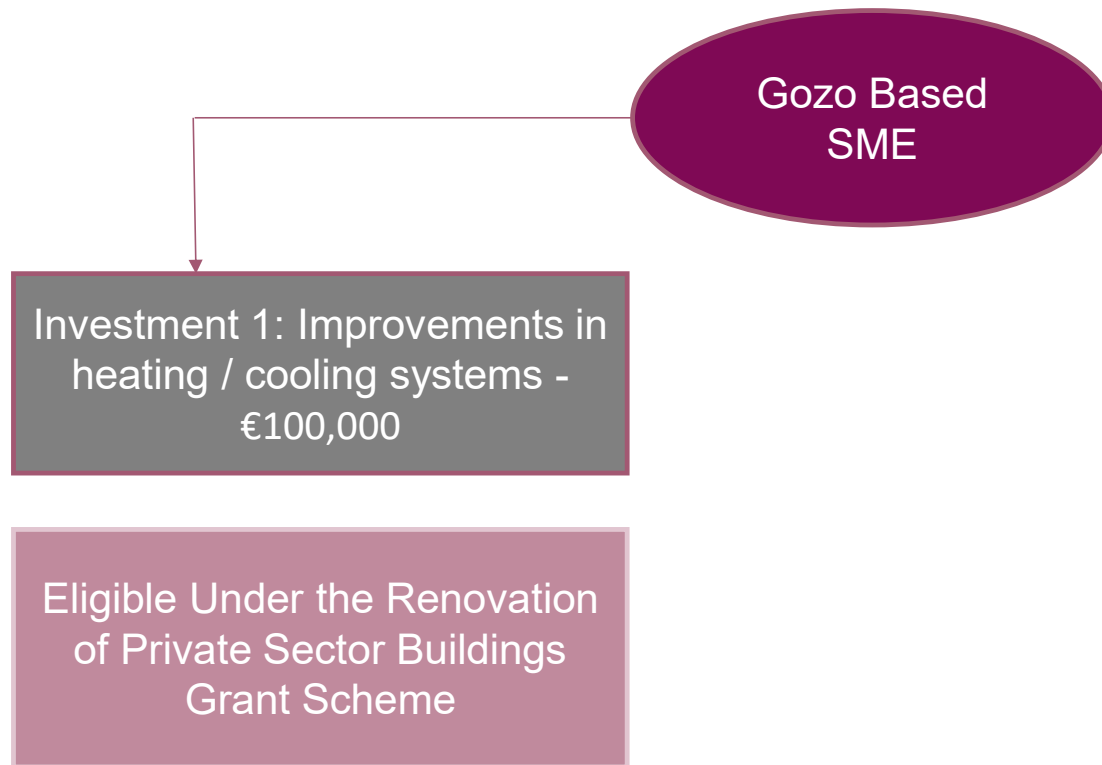 Gozo Based
SME
Investment 1: Improvements in
heating / cooling systems -
€100,000
Eligible Under the Renovation
of Private Sector Buildings
Grant Scheme